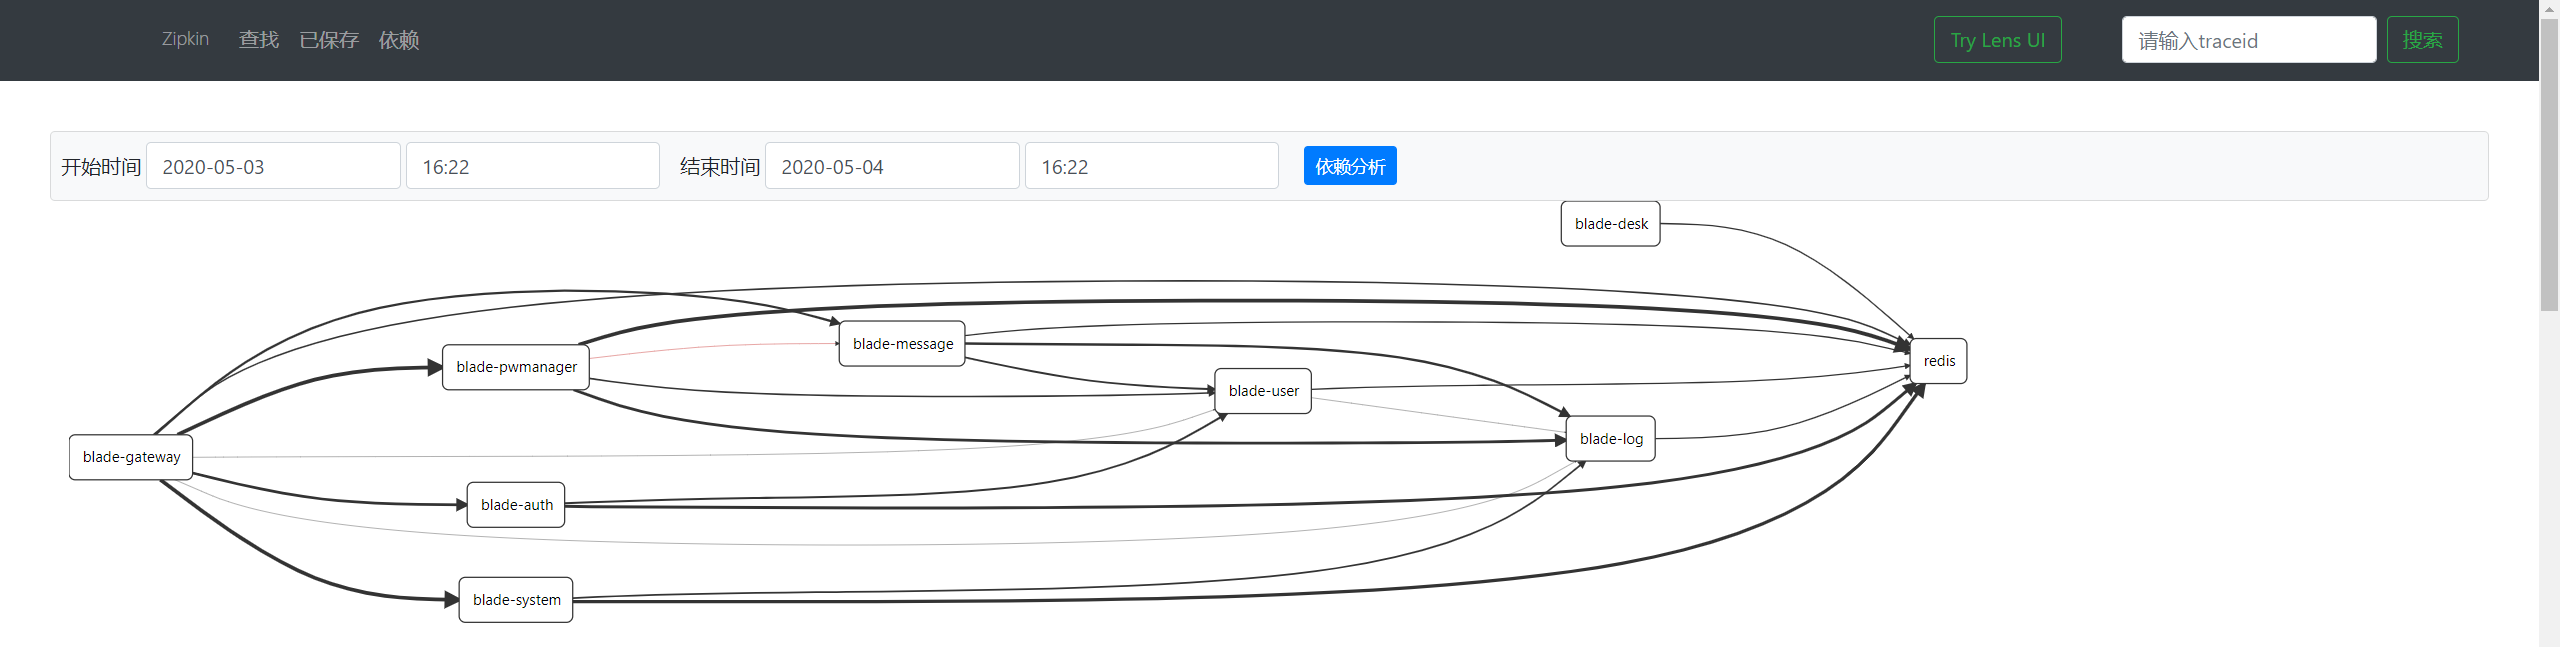 Zipkin 查找 已保存 依赖 Try Lens UI 请输入traceid 搜索
开始时间 2020-05-03 16:22 结束时间 2020-05-04 16:22 依赖分析
blade-desk
blade-message
redis
blade-pwmanager
blade-user
blade-log
blade-gateway
blade-auth
blade-system